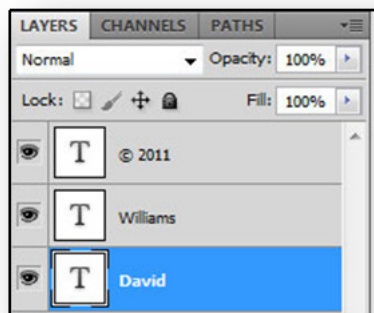 LAYERS CHANNELS PATHS
Normal Opacity: 100%
Lock: Fill: 100%
T © 2011
T Williams
T David